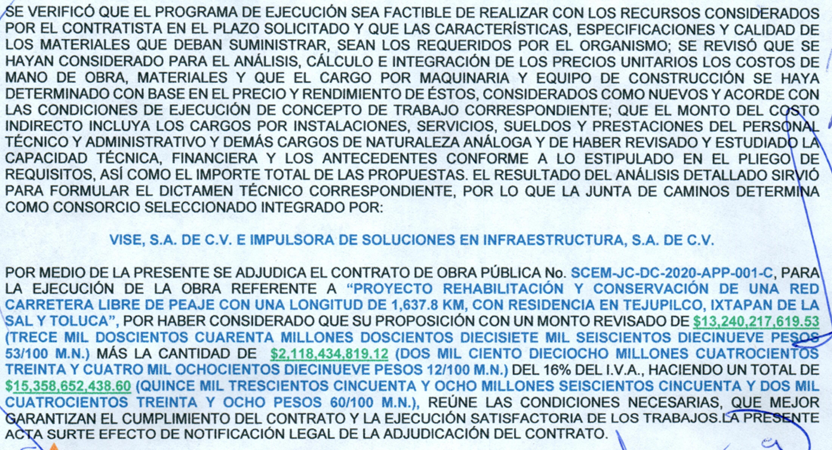 SE VERIFICÓ QUE EL PROGRAMA DE EJECUCIÓN SEA FACTIBLE DE REALIZAR CON LOS RECURSOS CONSIDERADOS
POR EL CONTRATISTA EN EL PLAZO SOLICITADO Y QUE LAS CARACTERÍSTICAS, ESPECIFICACIONES Y CALIDAD DE
LOS MATERIALES QUE DEBAN SUMINISTRAR, SEAN LOS REQUERIDOS POR EL ORGANISMO; SE REVISÓ QUE SE
HAYAN CONSIDERADO PARA EL ANÁLISIS, CÁLCULO E INTEGRACIÓN DE LOS PRECIOS UNITARIOS LOS COSTOS DE
MANO DE OBRA, MATERIALES Y QUE EL CARGO POR MAQUINARIA Y EQUIPO DE CONSTRUCCIÓN SE HAYA
DETERMINADO CON BASE EN EL PRECIO Y RENDIMIENTO DE ÉSTOS, CONSIDERADOS COMO NUEVOS Y ACORDE CON
LAS CONDICIONES DE EJECUCIÓN DE CONCEPTO DE TRABAJO CORRESPONDIENTE; QUE EL MONTO DEL COSTO
INDIRECTO INCLUYA LOS CARGOS POR INSTALACIONES, SERVICIOS, SUELDOS Y PRESTACIONES DEL PERSONAL
TÉCNICO Y ADMINISTRATIVO Y DEMÁS CARGOS DE NATURALEZA ANÁLOGA Y DE HABER REVISADO Y ESTUDIADO LA
CAPACIDAD TÉCNICA, FINANCIERA Y LOS ANTECEDENTES CONFORME A LO ESTIPULADO EN EL PLIEGO DE
REQUISITOS, ASÍ COMO EL IMPORTE TOTAL DE LAS PROPUESTAS. EL RESULTADO DEL ANÁLISIS DETALLADO SIRVIÓ
PARA FORMULAR EL DICTAMEN TÉCNICO CORRESPONDIENTE, POR LO QUE LA JUNTA DE CAMINOS DETERMINA
COMO CONSORCIO SELECCIONADO INTEGRADO POR:
VISE, S.A. DE C.V. E IMPULSORA DE SOLUCIONES EN INFRAESTRUCTURA, S.A. DE C.V.
POR MEDIO DE LA PRESENTE SE ADJUDICA EL CONTRATO DE OBRA PÚBLICA No. SCEM-JC-DC-2020-APP-001-C, PARA
LA EJECUCIÓN DE LA OBRA REFERENTE A "PROYECTO REHABILITACIÓN Y CONSERVACIÓN DE UNA RED
CARRETERA LIBRE DE PEAJE CON UNA LONGITUD DE 1,637.8 KM, CON RESIDENCIA EN TEJUPILCO, IXTAPAN DE LA
SAL Y TOLUCA", POR HABER CONSIDERADO QUE SU PROPOSICIÓN CON UN MONTO REVISADO DE $13,240,217,619.53
(TRECE MIL DOSCIENTOS CUARENTA MILLONES DOSCIENTOS DIECISIETE MIL SEISCIENTOS DIECINUEVE PESOS
53/100 M.N.) MÁS LA CANTIDAD DE $2,118,434,819.12 (DOS MIL CIENTO DIECIOCHO MILLONES CUATROCIENTOS
TREINTA Y CUATRO MIL OCHOCIENTOS DIECINUEVE PESOS 12/100 M.N.) DEL 16% DEL I.V.A., HACIENDO UN TOTAL DE
$15,358,652,438.60 (QUINCE MIL TRESCIENTOS CINCUENTA Y OCHO MILLONES SEISCIENTOS CINCUENTA Y DOS MIL
CUATROCIENTOS TREINTA Y OCHO PESOS 60/100 M.N.), REÚNE LAS CONDICIONES NECESARIAS, QUE MEJOR
GARANTIZAN EL CUMPLIMIENTO DEL CONTRATO Y LA EJECUCIÓN SATISFACTORIA DE LOS TRABAJOS.LA PRESENTE
ACTA SURTE EFECTO DE NOTIFICACIÓN LEGAL DE LA ADJUDICACIÓN DEL CONTRATO.